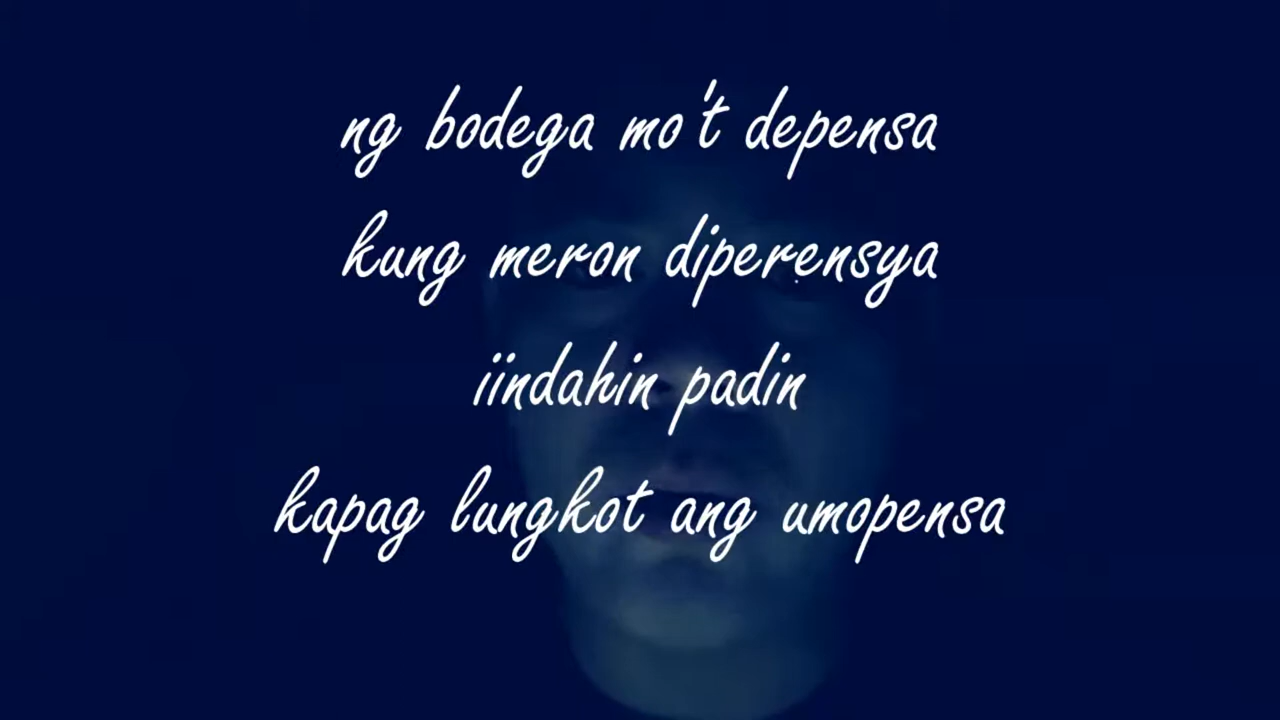 ng bodega mo't depensa
kung meron diperensya
iindahin padin
kapag lungkot ang umopensa